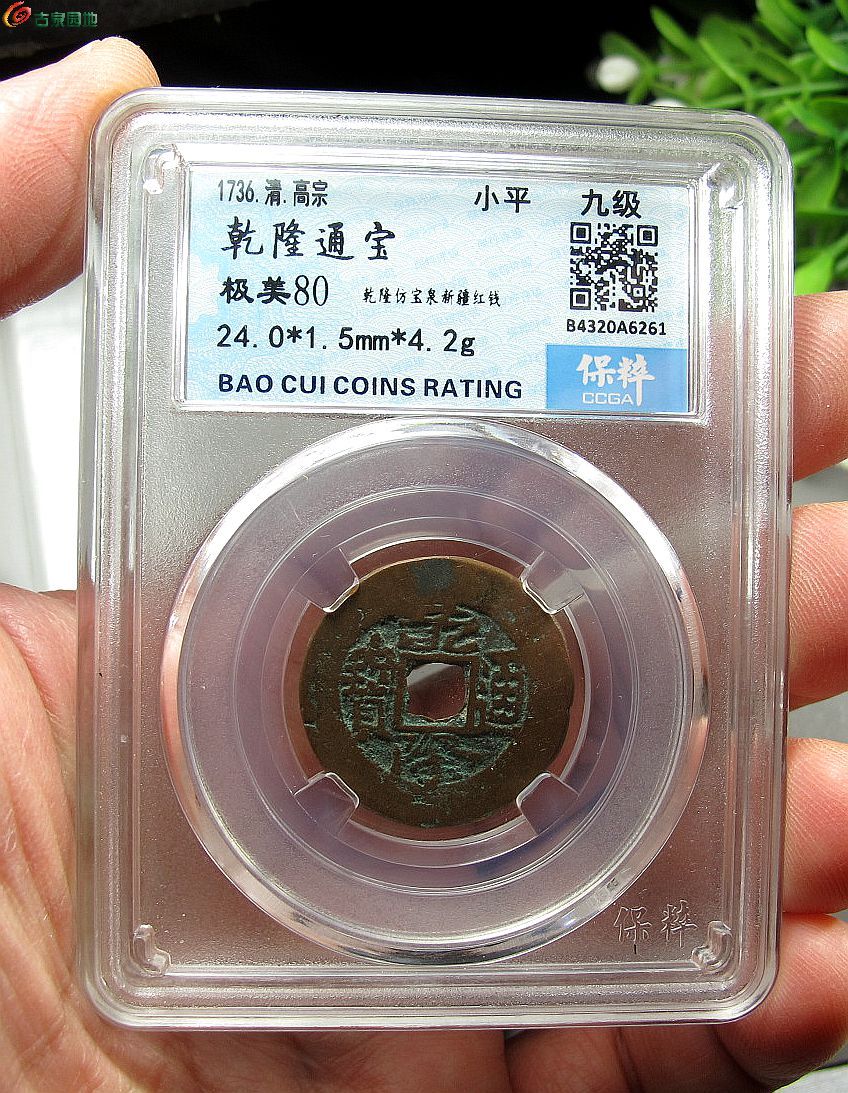 古泉园地
1736.清.高宗 小平 九级
乾隆通宝
极美80 乾隆仿宝泉新疆红钱
B4320A6261
24.0*1.5mm*4.2g
保粹
CCGA
BAO CUI COINS RATING
乾
寳 通
隆
保粹